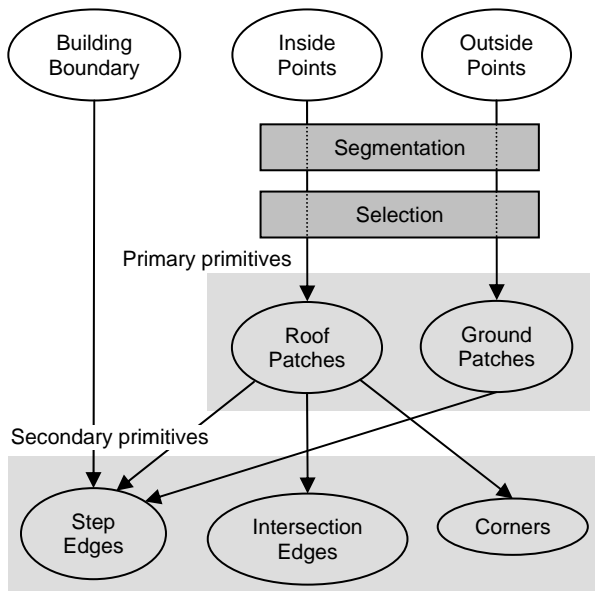 Building
Boundary
Inside
Points
Outside
Points
Segmentation
Selection
Primary primitives
Roof
Patches
Ground
Patches
Secondary primitives
Step
Edges
Intersection
Edges
Corners